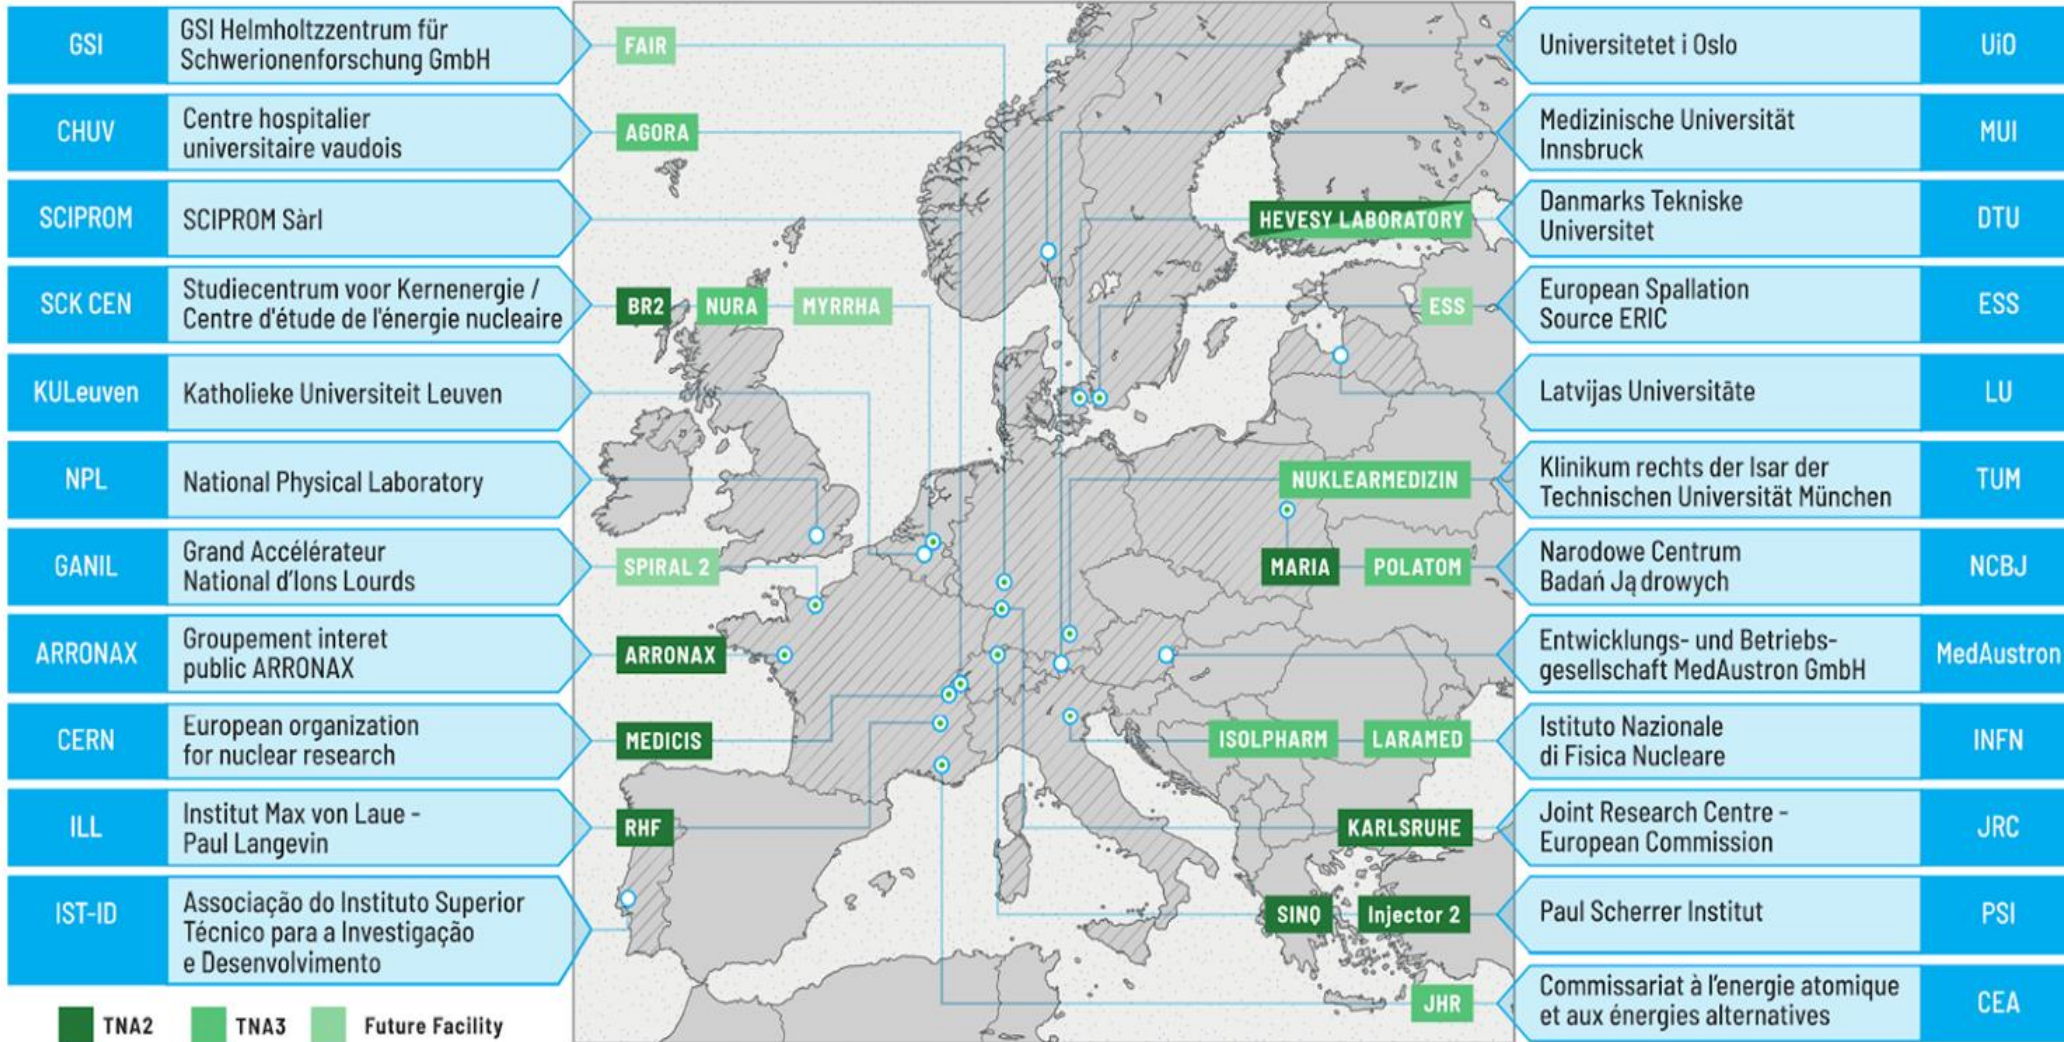 GSI
GSI Helmholtzzentrum für
Schwerionenforschung GmbH
FAIR
CHUV
Centre hospitalier
universitaire vaudois
AGORA
SCIPROM
SCIPROM Sàrl
SCK CEN
Studiecentrum voor Kernenergie /
Centre d'étude de l'énergie nucleaire
BR2
NURA
MYRRHA
KULeuven
Katholieke Universiteit Leuven
NPL
National Physical Laboratory
GANIL
Grand Accélérateur
National d'Ions Lourds
SPIRAL 2
ARRONAX
Groupement interet
public ARRONAX
ARRONAX
CERN
European organization
for nuclear research
MEDICIS
ILL
Institut Max von Laue -
Paul Langevin
RHF
IST-ID
Associação do Instituto Superior
Técnico para a Investigação
e Desenvolvimento
TNA2
TNA3
Future Facility
Universitetet i Oslo
UiO
Medizinische Universität
Innsbruck
MUI
HEVESY LABORATORY
Danmarks Tekniske
Universitet
DTU
ESS
European Spallation
Source ERIC
ESS
Latvijas Universitāte
LU
NUKLEARMEDIZIN
Klinikum rechts der Isar der
Technischen Universität München
TUM
MARIA
POLATOM
Narodowe Centrum
Badań Ją drowych
NCBJ
Entwicklungs- und Betriebs-
gesellschaft MedAustron GmbH
MedAustron
ISOLPHARM
LARAMED
Istituto Nazionale
di Fisica Nucleare
INFN
KARLSRUHE
Joint Research Centre -
European Commission
JRC
SINQ
Injector 2
Paul Scherrer Institut
PSI
JHR
Commissariat à l'energie atomique
et aux énergies alternatives
CEA